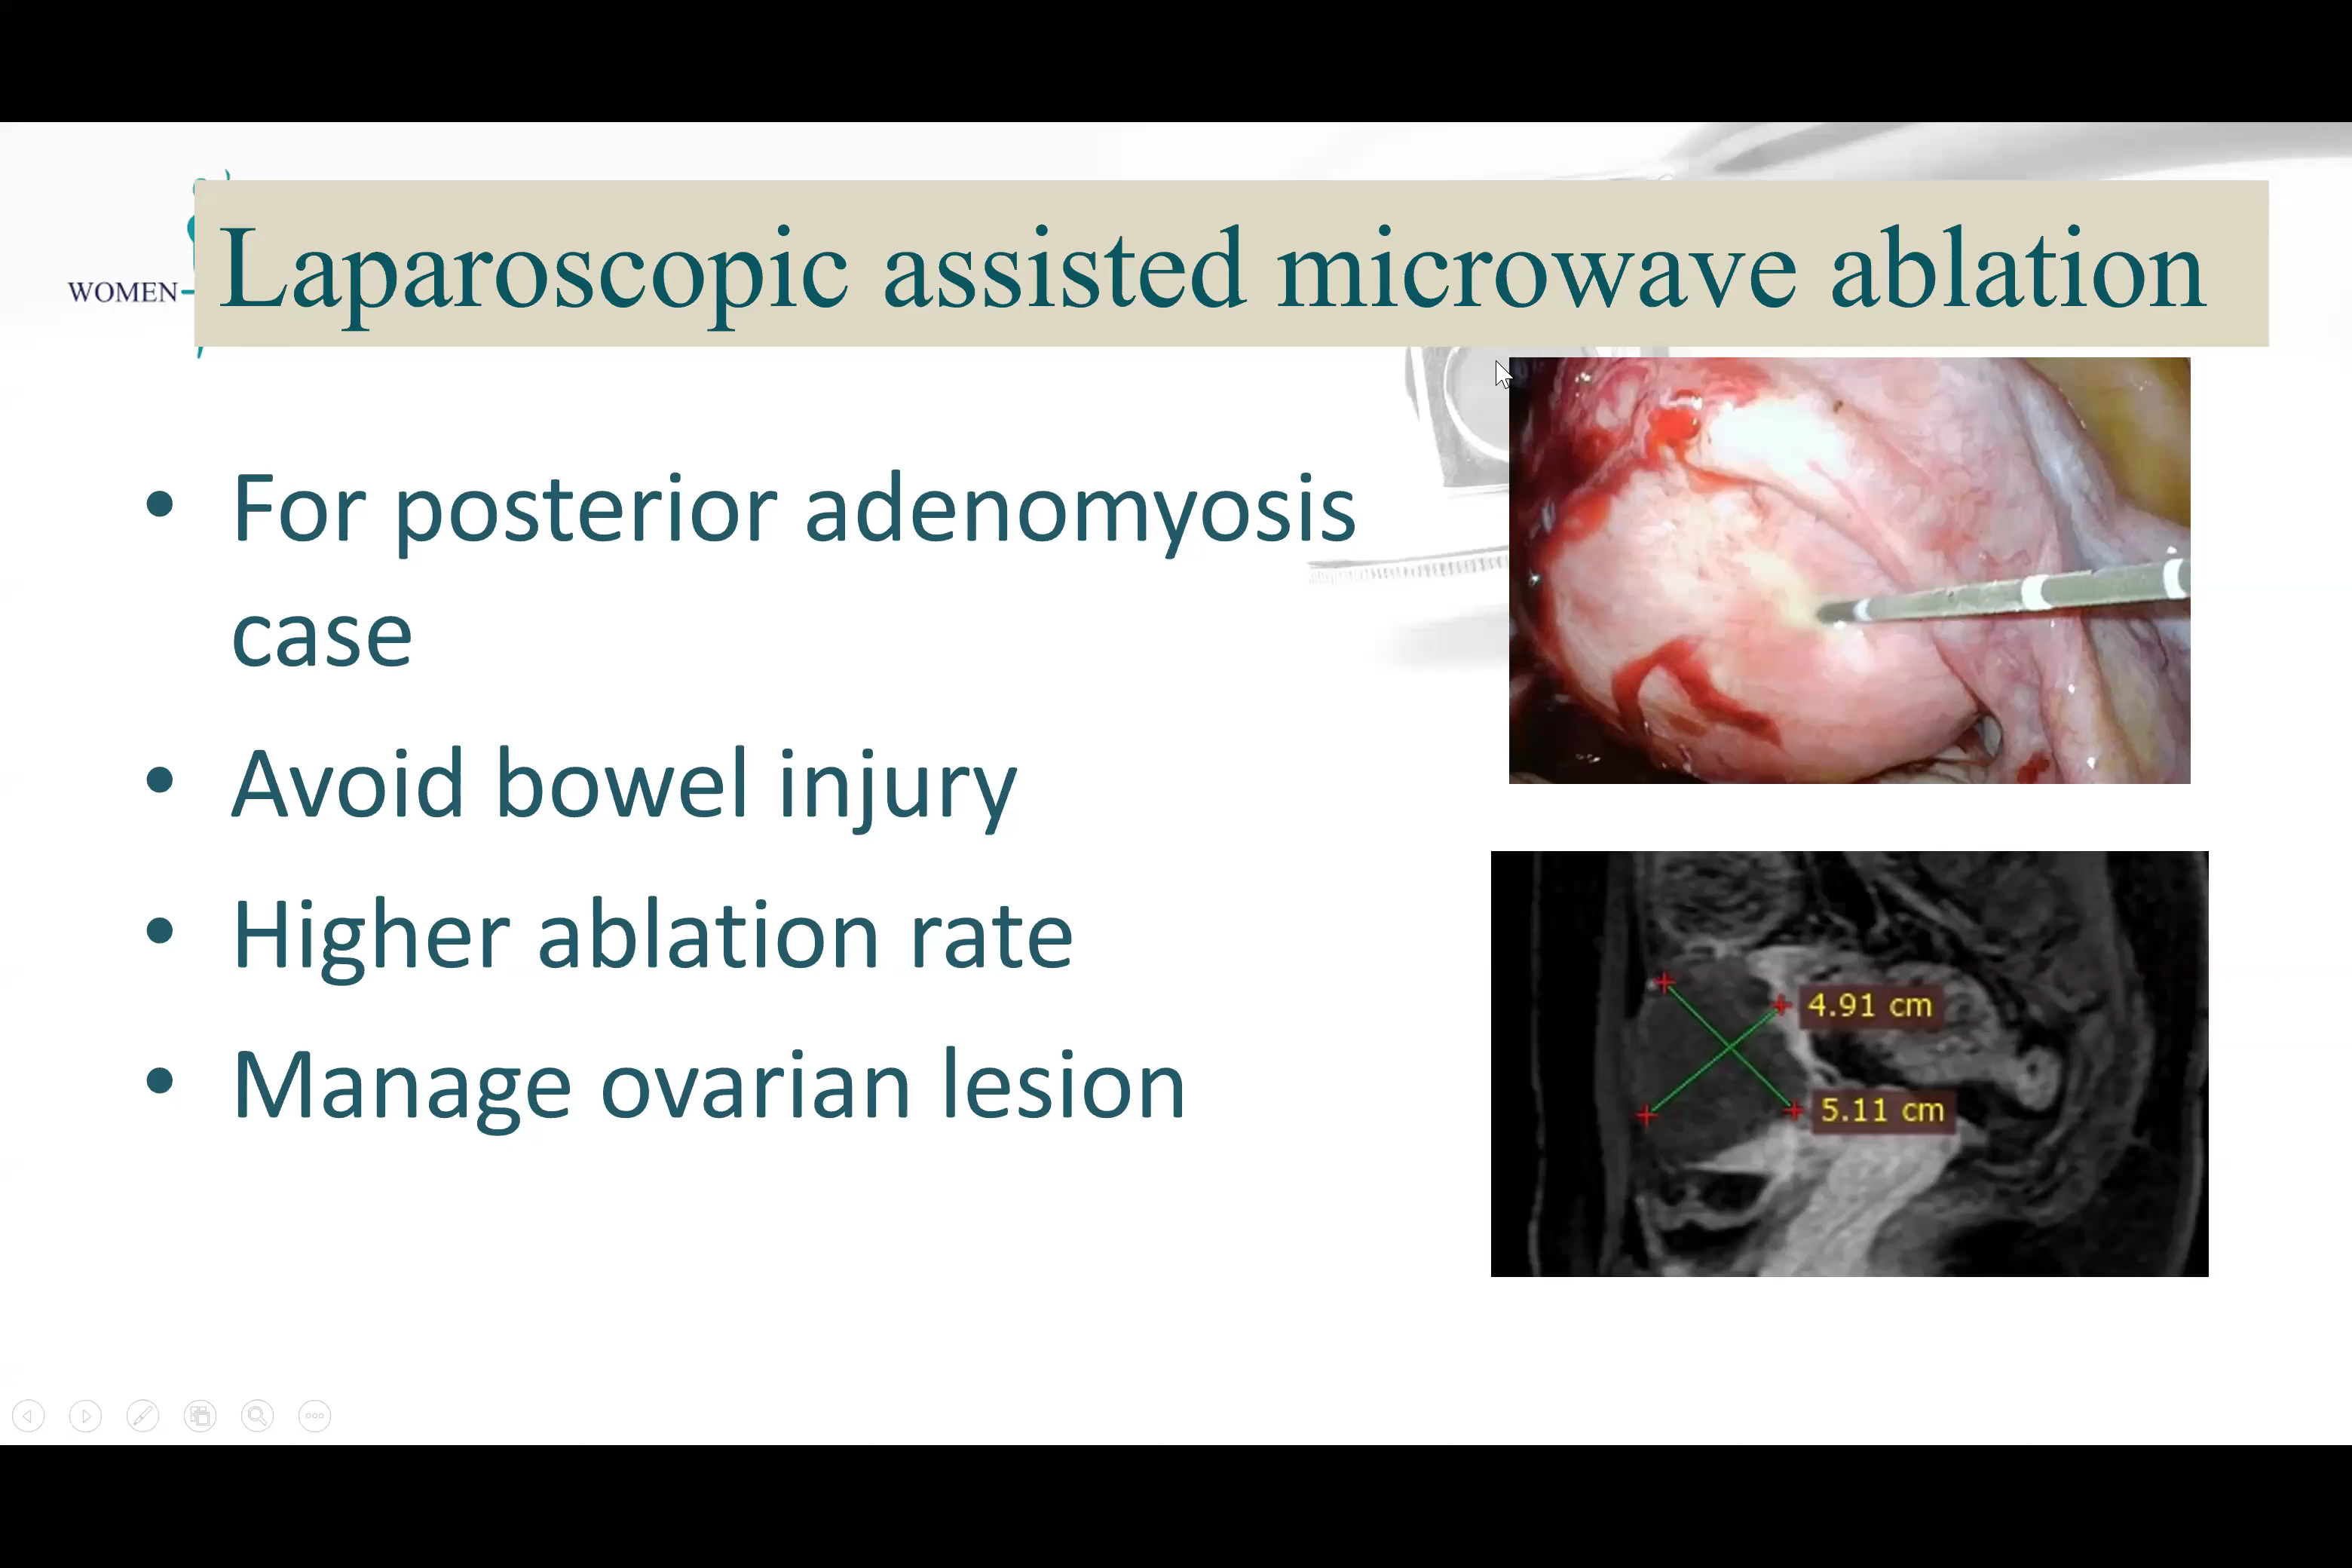 Laparoscopic assisted microwave ablation
WOMEN
• For posterior adenomyosis
case
• Avoid bowel injury
• Higher ablation rate
• Manage ovarian lesion
4.91 cm
5.11 cm